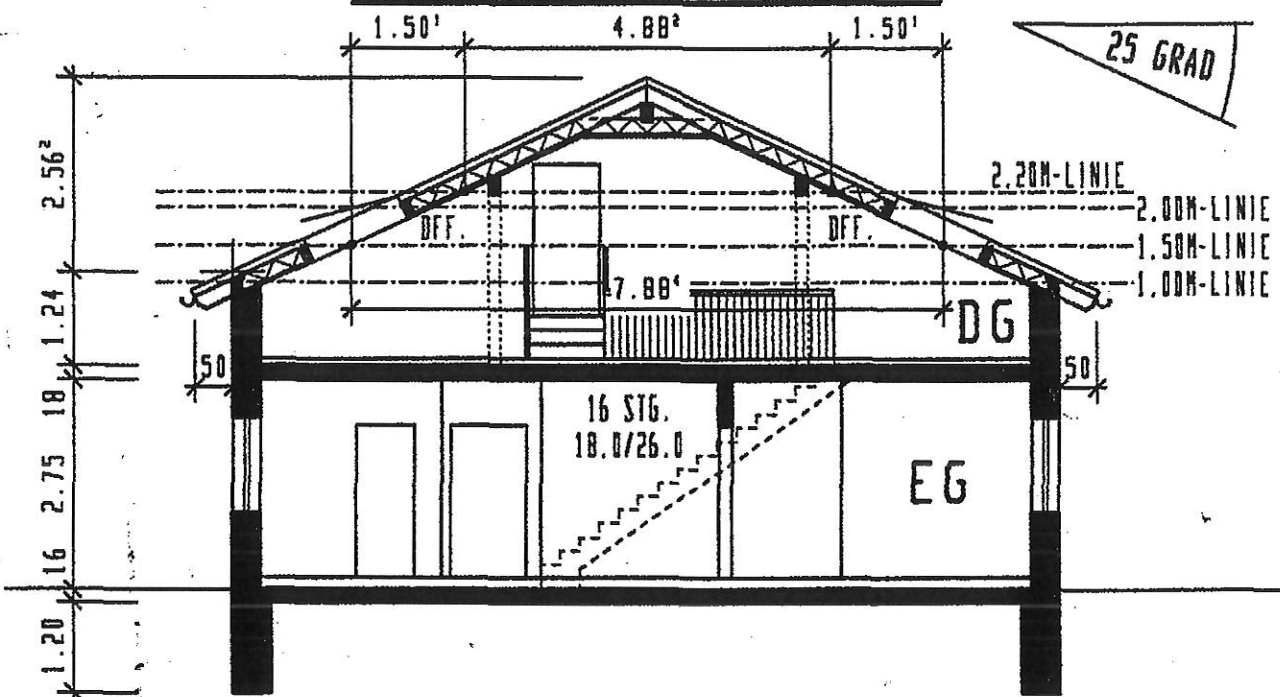 1.50¹ 4.88² 1.50¹
25 GRAD
2.56²
2.20M-LINIE
2.00M-LINIE
DFF. DFF.
1.50M-LINIE
7.88⁴ 1.00M-LINIE
1.24
DG
50 50
18
16 STG.
18.0/26.0
2.75
EG
16
1.20